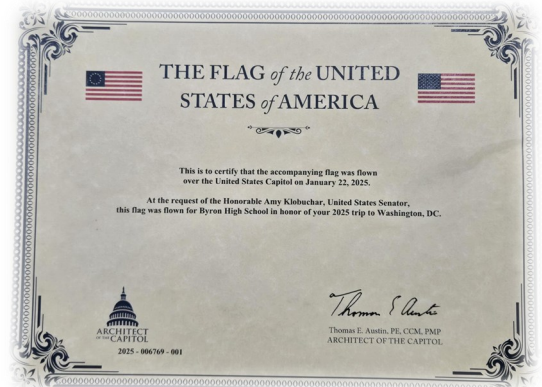 THE FLAG of the UNITED
STATES of AMERICA
This is to certify that the accompanying flag was flown
over the United States Capitol on January 22, 2025.
At the request of the Honorable Amy Klobuchar, United States Senator,
this flag was flown for Byron High School in honor of your 2025 trip to Washington, DC.
ARCHITECT
OF THE CAPITOL
2025 - 006769 - 001
Thomas E Austin
Thomas E. Austin, PE, CCM, PMP
ARCHITECT OF THE CAPITOL